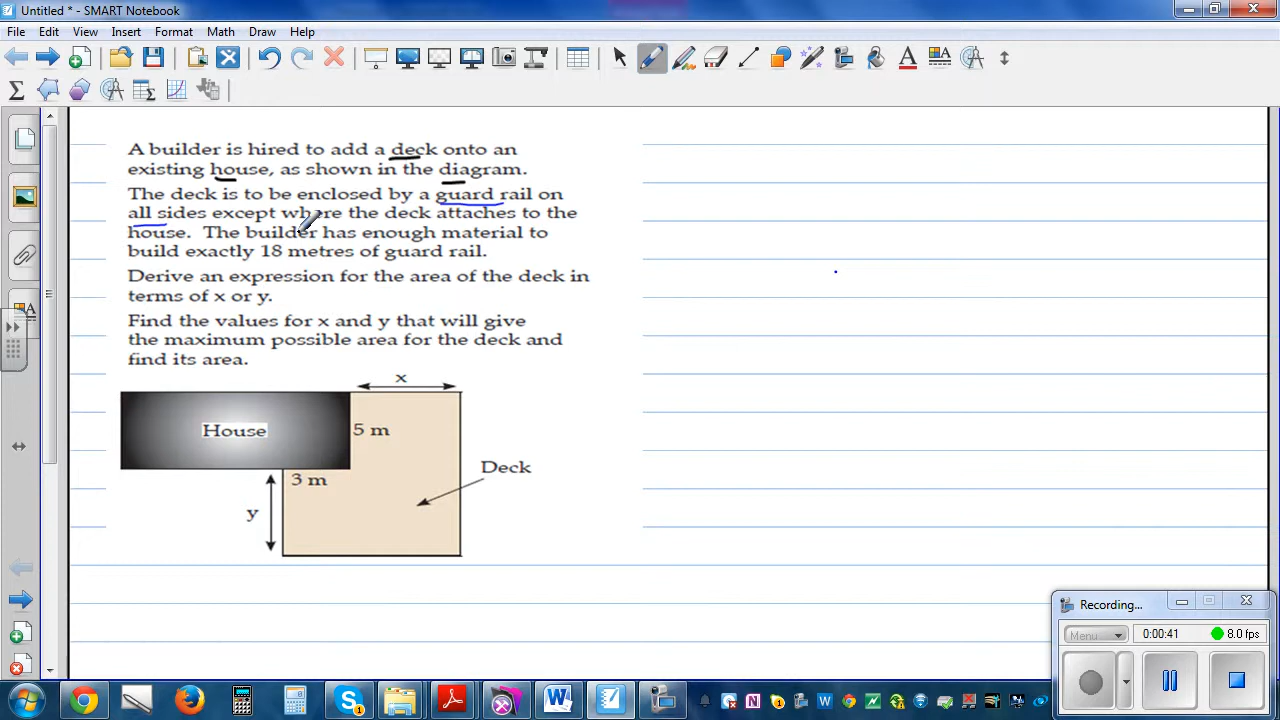 Untitled * - SMART Notebook
File Edit View Insert Format Math Draw Help
A builder is hired to add a deck onto an
existing house, as shown in the diagram.
The deck is to be enclosed by a guard rail on
all sides except where the deck attaches to the
house. The builder has enough material to
build exactly 18 metres of guard rail.
Derive an expression for the area of the deck in
terms of x or y.
Find the values for x and y that will give
the maximum possible area for the deck and
find its area.
x
House
5 m
Deck
3 m
y
Recording...
Menu
0:00:41
8.0 fps